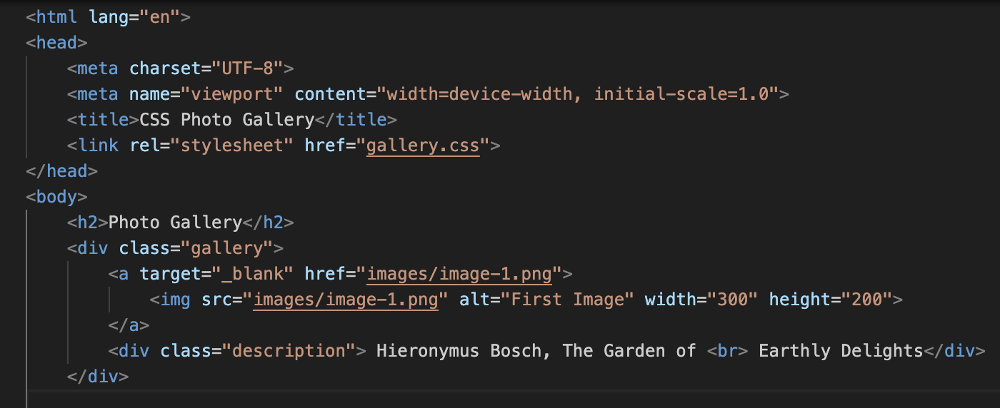 <html lang="en">
<head>
<meta charset="UTF-8">
<meta name="viewport" content="width=device-width, initial-scale=1.0">
<title>CSS Photo Gallery</title>
<link rel="stylesheet" href="gallery.css">
</head>
<body>
<h2>Photo Gallery</h2>
<div class="gallery">
<a target="_blank" href="images/image-1.png">
<img src="images/image-1.png" alt="First Image" width="300" height="200">
</a>
<div class="description"> Hieronymus Bosch, The Garden of <br> Earthly Delights</div>
</div>